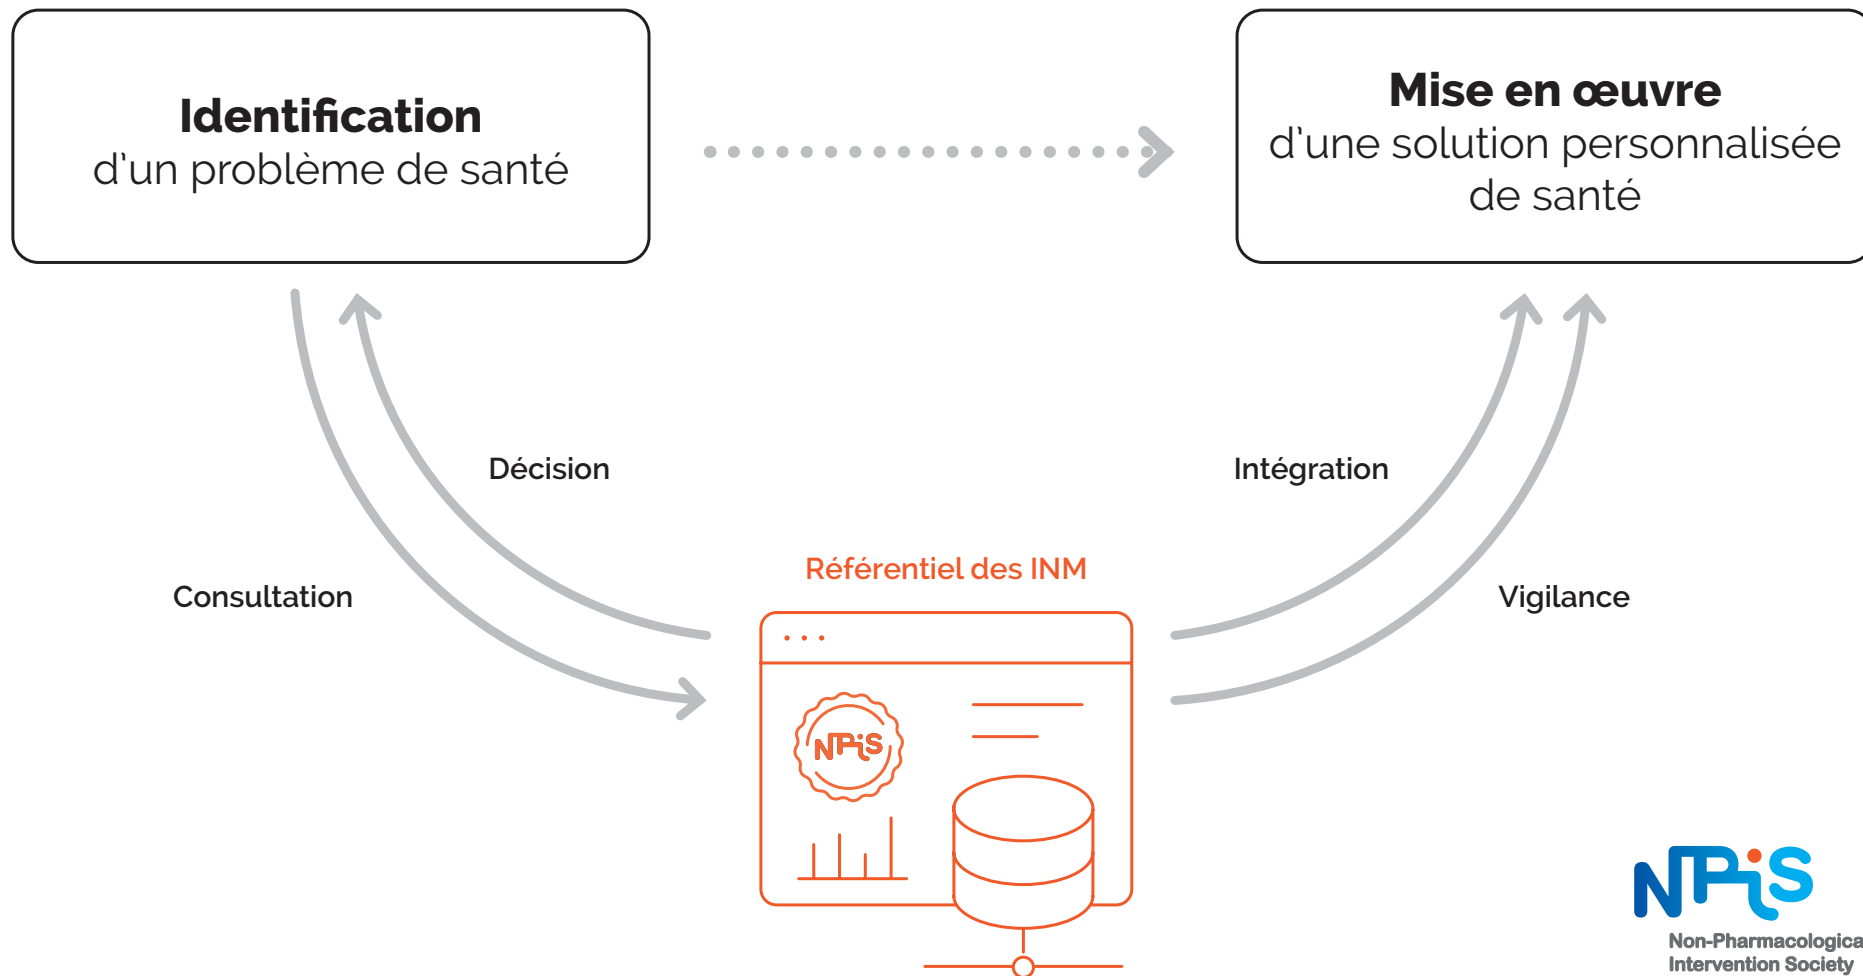 Identification
d'un problème de santé
Mise en œuvre
d'une solution personnalisée
de santé
Décision
Intégration
Consultation
Vigilance
Référentiel des INM
NPiS
NPiS
Non-Pharmacologica
Intervention Society